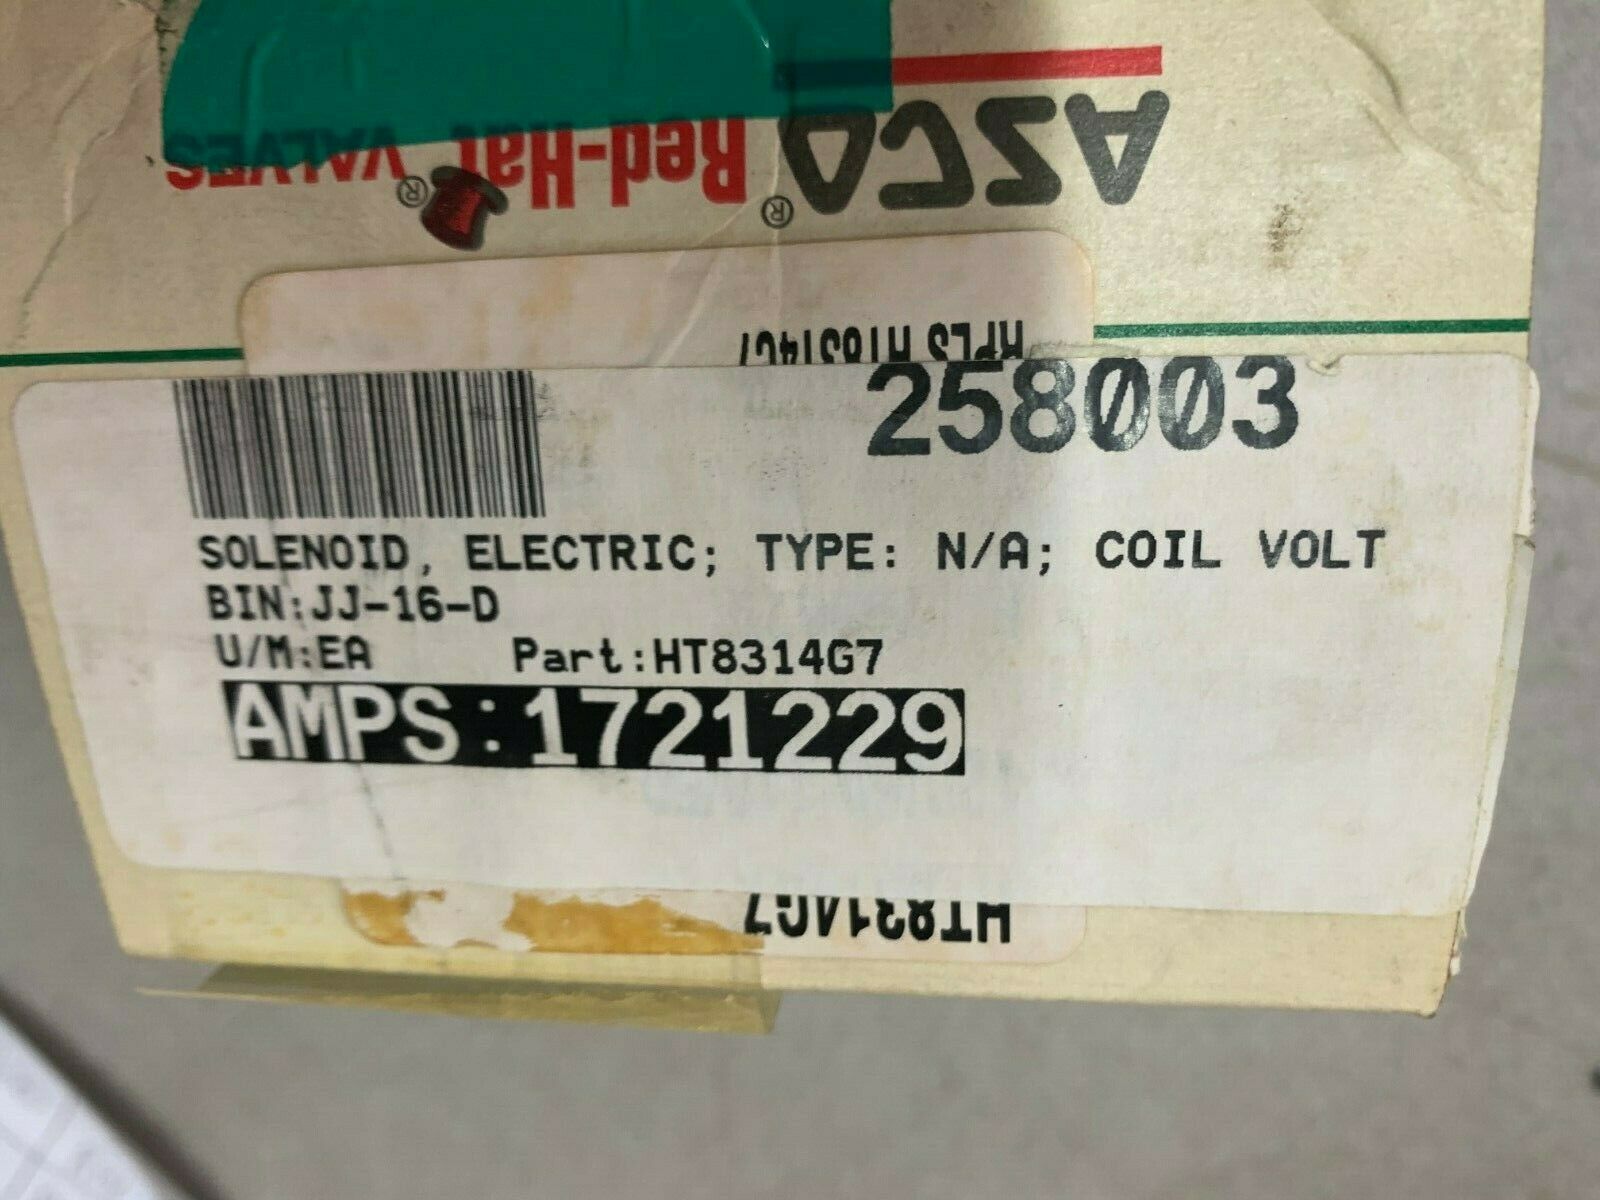 ASCO® Red-Hat® VALVES
RPLS HT8314G7
258003
SOLENOID, ELECTRIC; TYPE: N/A; COIL VOLT
BIN:JJ-16-D
U/M:EA Part:HT8314G7
AMPS:1721229
HT8314G7